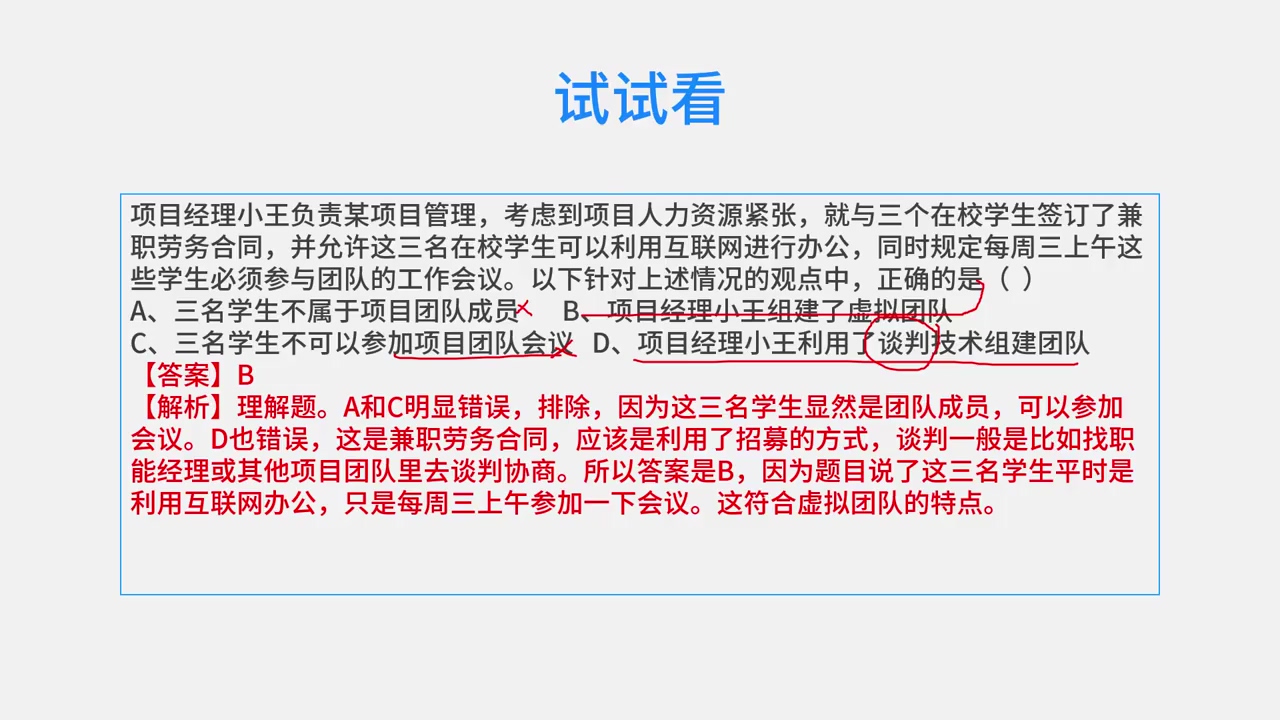 试试看
项目经理小王负责某项目管理，考虑到项目人力资源紧张，就与三个在校学生签订了兼
职劳务合同，并允许这三名在校学生可以利用互联网进行办公，同时规定每周三上午这
些学生必须参与团队的工作会议。以下针对上述情况的观点中，正确的是（ ）
A、三名学生不属于项目团队成员 B、项目经理小王组建了虚拟团队
C、三名学生不可以参加项目团队会议 D、项目经理小王利用了谈判技术组建团队
【答案】B
【解析】理解题。A和C明显错误，排除，因为这三名学生显然是团队成员，可以参加
会议。D也错误，这是兼职劳务合同，应该是利用了招募的方式，谈判一般是比如找职
能经理或其他项目团队里去谈判协商。所以答案是B，因为题目说了这三名学生平时是
利用互联网办公，只是每周三上午参加一下会议。这符合虚拟团队的特点。